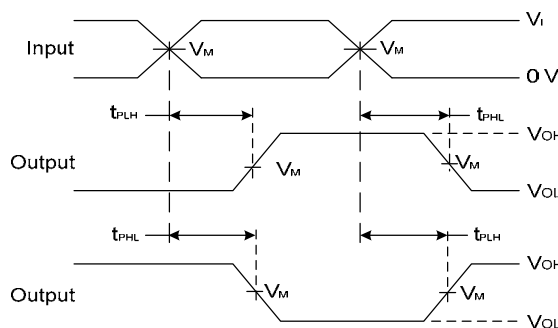 Input
VM
VM
VI
0 V
tPLH
tPHL
Output
VM
VM
VOH
VOL
tPHL
tPLH
Output
VM
VM
VOH
VOL